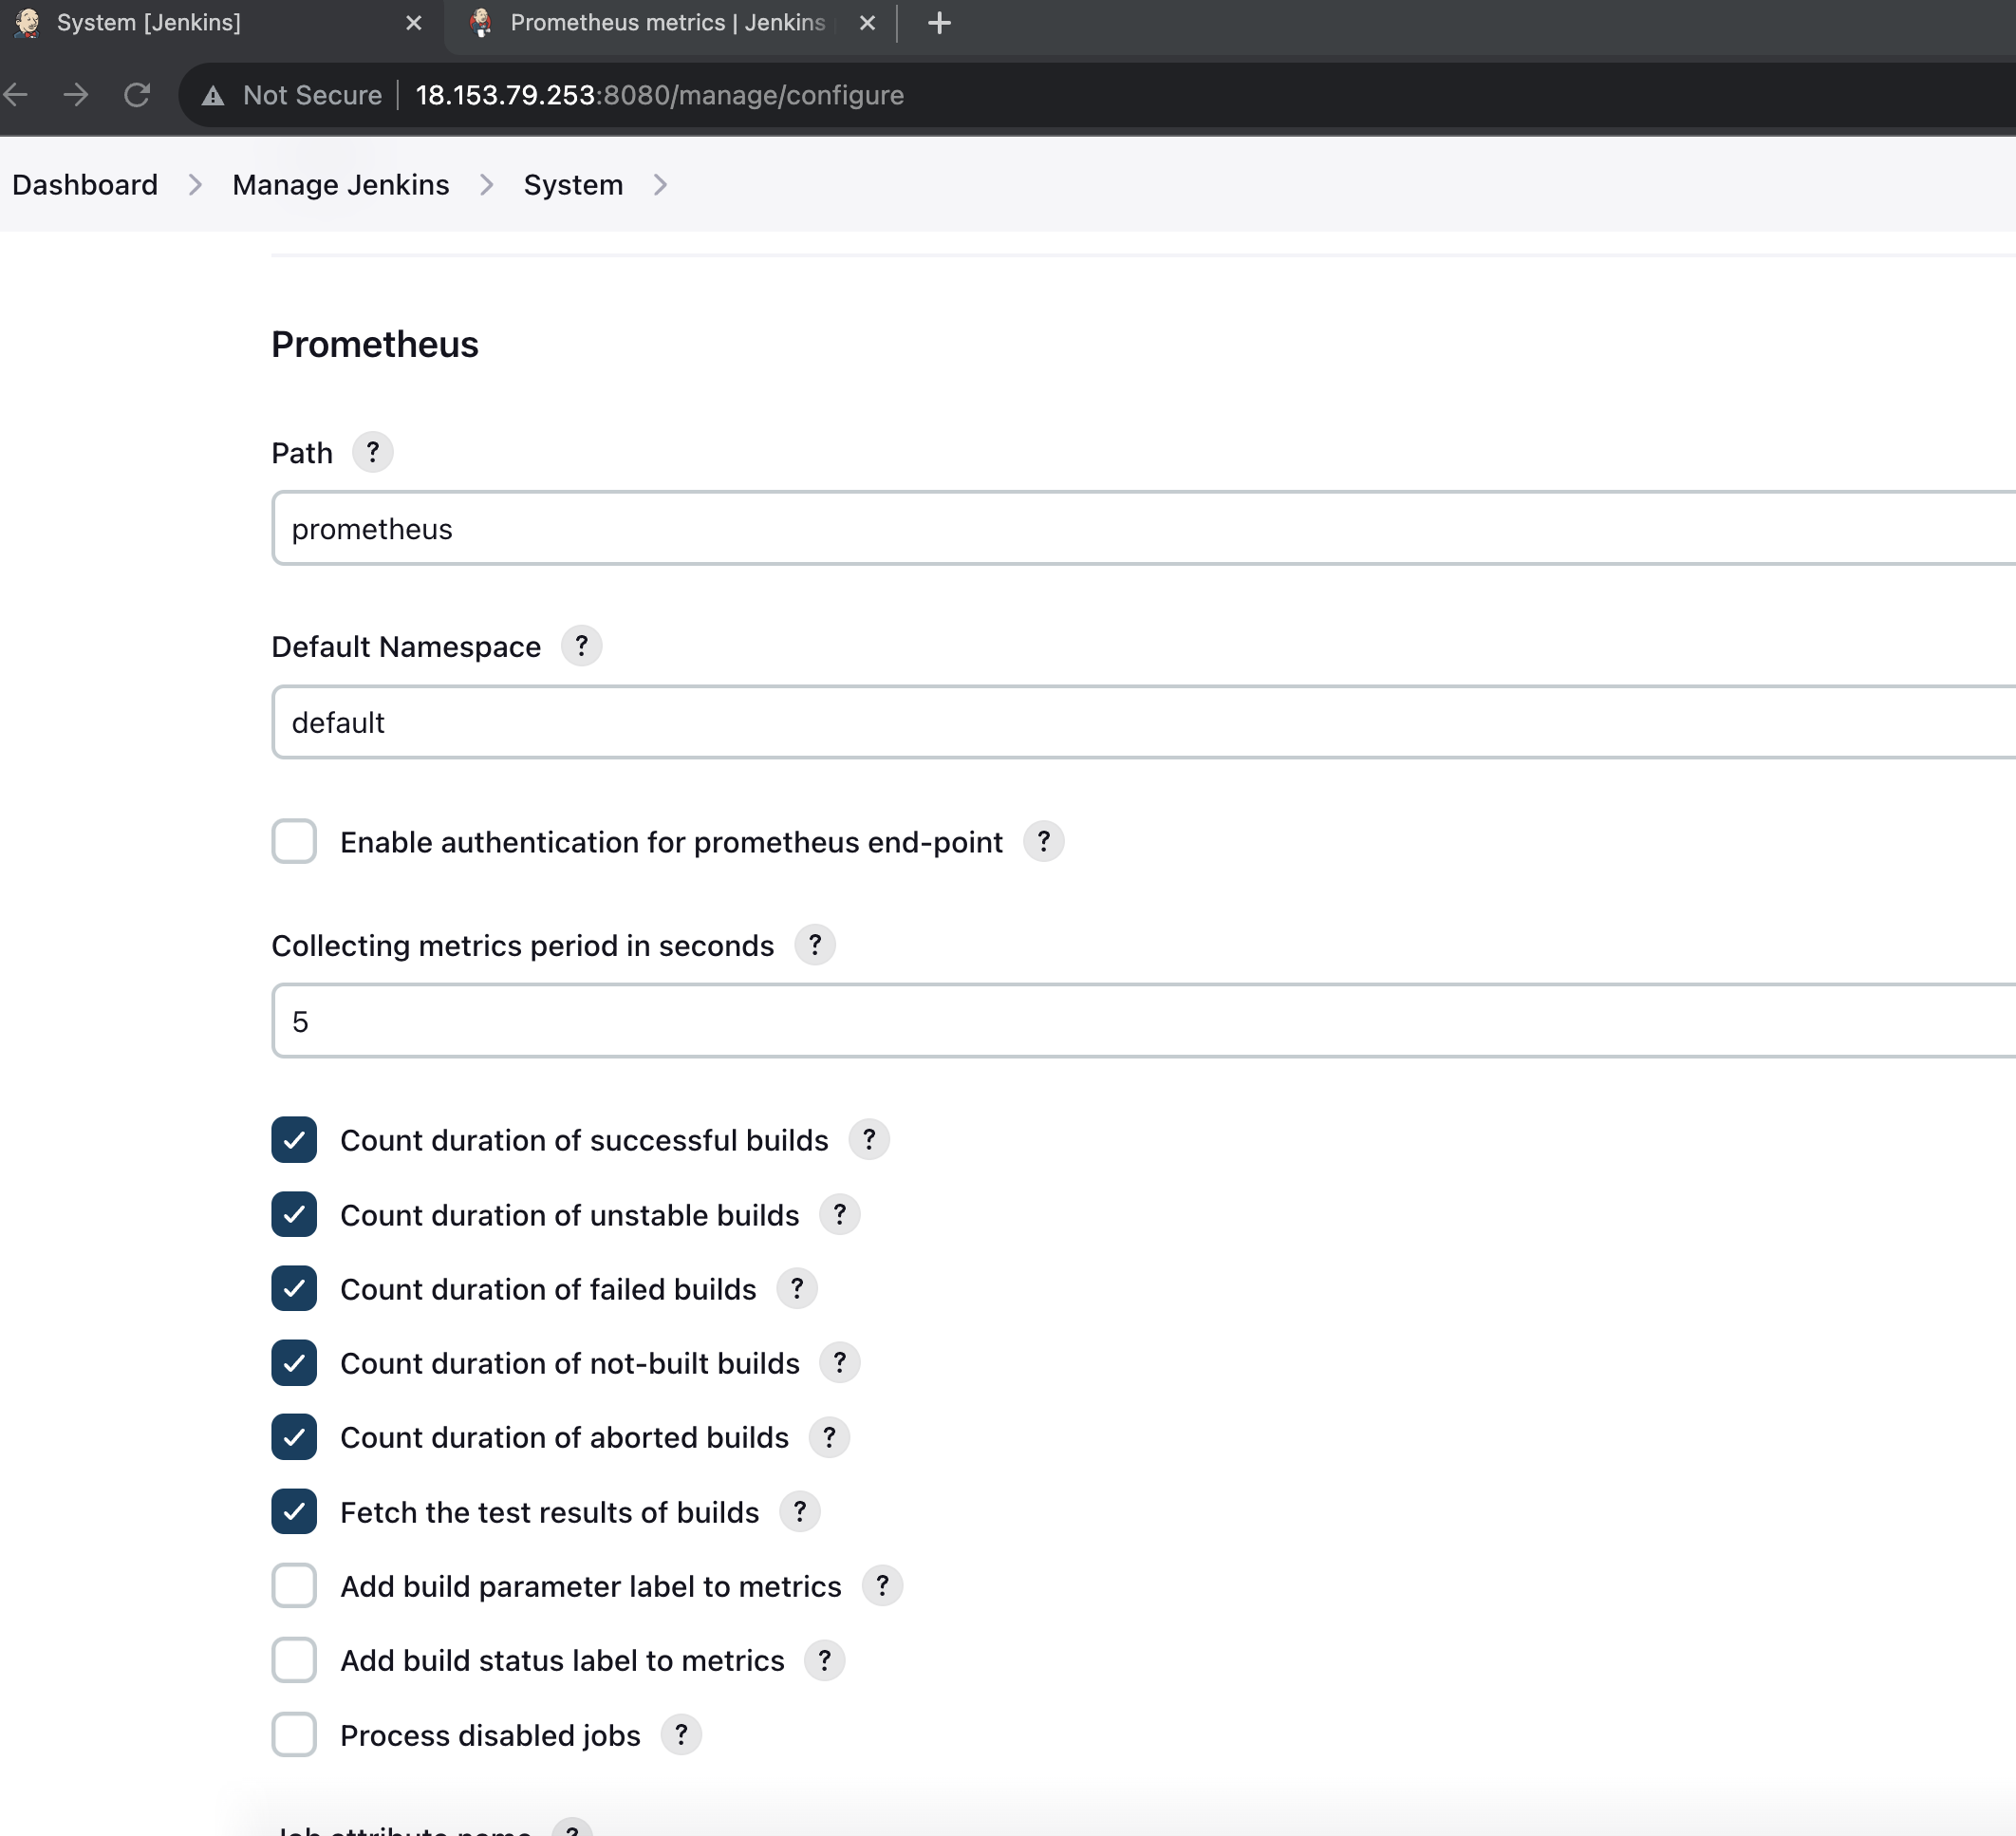 System [Jenkins]
Prometheus metrics | Jenkins
Not Secure 18.153.79.253:8080/manage/configure
Dashboard Manage Jenkins System
Prometheus
Path ?
prometheus
Default Namespace ?
default
Enable authentication for prometheus end-point ?
Collecting metrics period in seconds ?
5
Count duration of successful builds ?
Count duration of unstable builds ?
Count duration of failed builds ?
Count duration of not-built builds ?
Count duration of aborted builds ?
Fetch the test results of builds ?
Add build parameter label to metrics ?
Add build status label to metrics ?
Process disabled jobs ?
Job attribute name ?